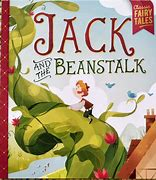 Classic
FAIRY
TALES
JACK
AND THE
BEANSTALK